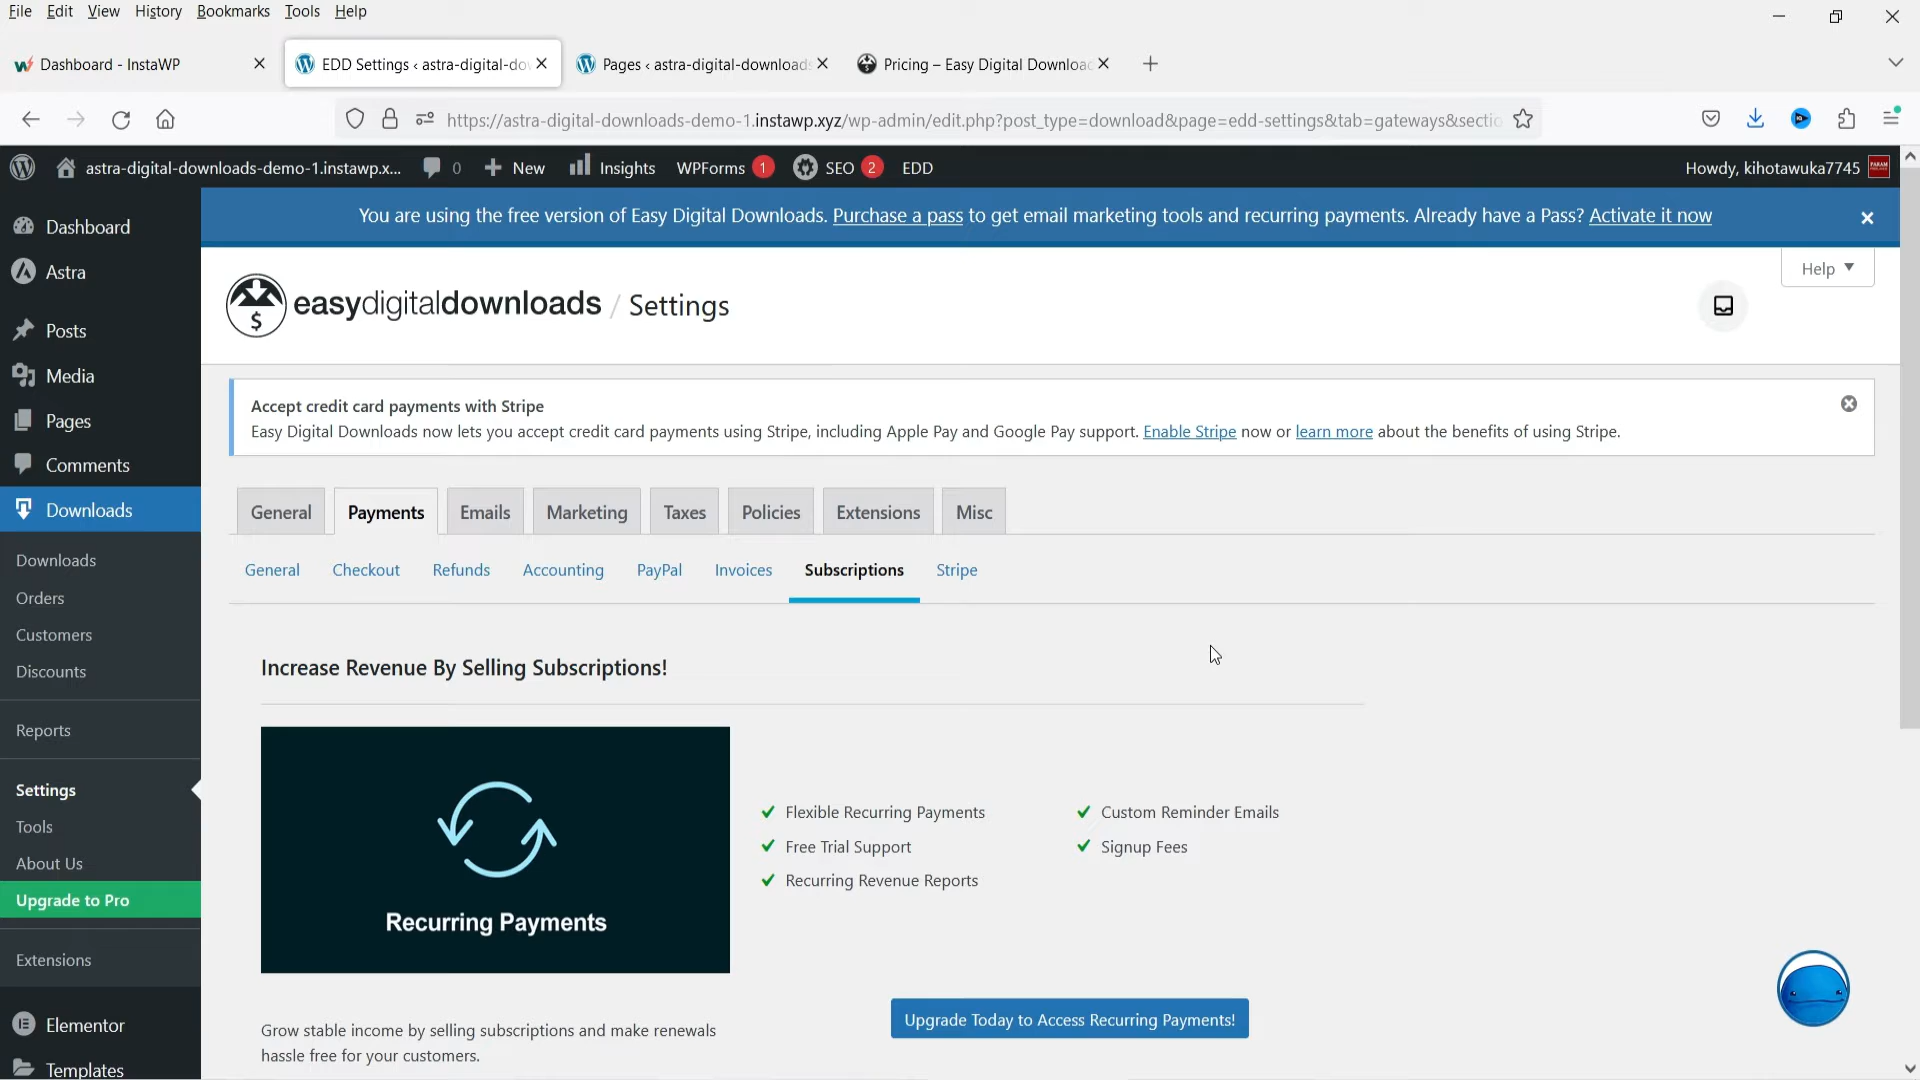 File Edit View History Bookmarks Tools Help
Dashboard - InstaWP
EDD Settings ‹ astra-digital-do
Pages ‹ astra-digital-downloads
Pricing – Easy Digital Downloa
https://astra-digital-downloads-demo-1.instawp.xyz/wp-admin/edit.php?post_type=download&page=edd-settings&tab=gateways&sectio
astra-digital-downloads-demo-1.instawp.x... 0 New Insights WPForms 1 SEO 2 EDD Howdy, kihotawuka7745
You are using the free version of Easy Digital Downloads. Purchase a pass to get email marketing tools and recurring payments. Already have a Pass? Activate it now
Dashboard
Astra
Posts
Media
Pages
Comments
Downloads
Downloads
Orders
Customers
Discounts
Reports
Settings
Tools
About Us
Upgrade to Pro
Extensions
Elementor
Templates
easydigitaldownloads / Settings
Help
Accept credit card payments with Stripe
Easy Digital Downloads now lets you accept credit card payments using Stripe, including Apple Pay and Google Pay support. Enable Stripe now or learn more about the benefits of using Stripe.
General Payments Emails Marketing Taxes Policies Extensions Misc
General Checkout Refunds Accounting PayPal Invoices Subscriptions Stripe
Increase Revenue By Selling Subscriptions!
Recurring Payments
Flexible Recurring Payments
Free Trial Support
Recurring Revenue Reports
Custom Reminder Emails
Signup Fees
Grow stable income by selling subscriptions and make renewals
hassle free for your customers.
Upgrade Today to Access Recurring Payments!